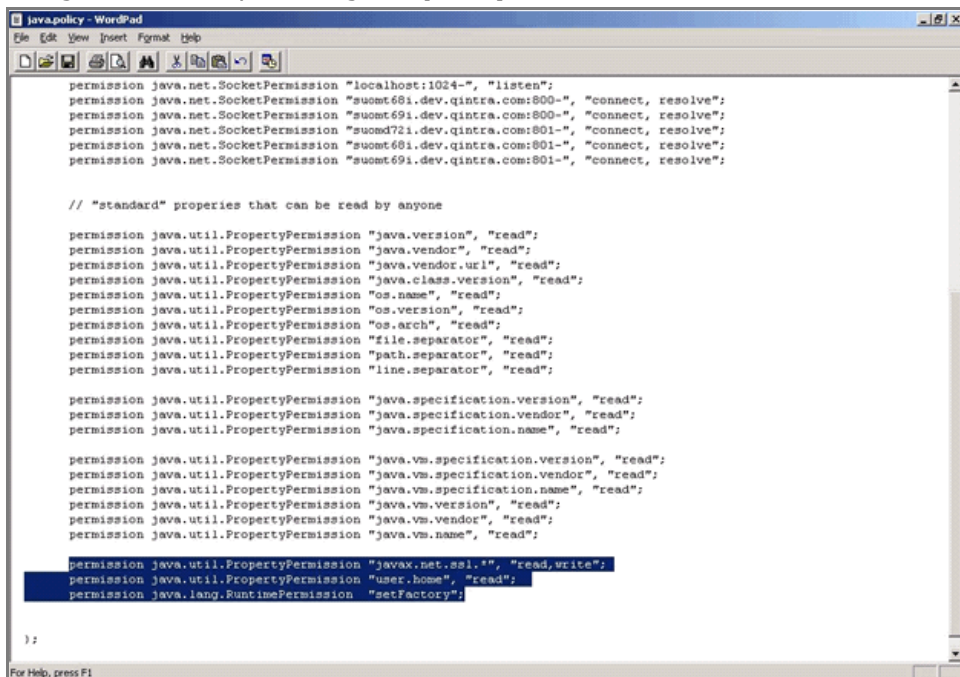 java.policy - WordPad
File Edit View Insert Format Help
permission java.net.SocketPermission "localhost:1024-", "listen";
permission java.net.SocketPermission "suomt68i.dev.qintra.com:800-", "connect, resolve";
permission java.net.SocketPermission "suomt69i.dev.qintra.com:800-", "connect, resolve";
permission java.net.SocketPermission "suomd72i.dev.qintra.com:801-", "connect, resolve";
permission java.net.SocketPermission "suomt68i.dev.qintra.com:801-", "connect, resolve";
permission java.net.SocketPermission "suomt69i.dev.qintra.com:801-", "connect, resolve";
// "standard" properies that can be read by anyone
permission java.util.PropertyPermission "java.version", "read";
permission java.util.PropertyPermission "java.vendor", "read";
permission java.util.PropertyPermission "java.vendor.url", "read";
permission java.util.PropertyPermission "java.class.version", "read";
permission java.util.PropertyPermission "os.name", "read";
permission java.util.PropertyPermission "os.version", "read";
permission java.util.PropertyPermission "os.arch", "read";
permission java.util.PropertyPermission "file.separator", "read";
permission java.util.PropertyPermission "path.separator", "read";
permission java.util.PropertyPermission "line.separator", "read";
permission java.util.PropertyPermission "java.specification.version", "read";
permission java.util.PropertyPermission "java.specification.vendor", "read";
permission java.util.PropertyPermission "java.specification.name", "read";
permission java.util.PropertyPermission "java.vm.specification.version", "read";
permission java.util.PropertyPermission "java.vm.specification.vendor", "read";
permission java.util.PropertyPermission "java.vm.specification.name", "read";
permission java.util.PropertyPermission "java.vm.version", "read";
permission java.util.PropertyPermission "java.vm.vendor", "read";
permission java.util.PropertyPermission "java.vm.name", "read";
permission java.util.PropertyPermission "javax.net.ssl.*", "read,write";
permission java.util.PropertyPermission "user.home", "read";
permission java.lang.RuntimePermission "setFactory";
};
For Help, press F1